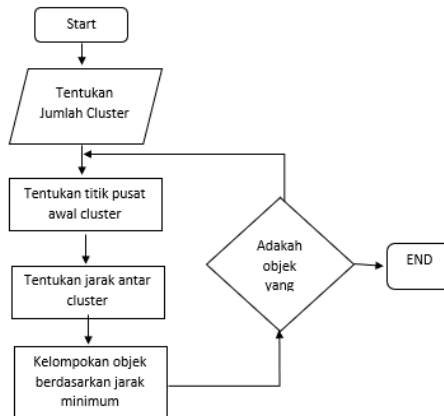 Start
Tentukan
Jumlah Cluster
Tentukan titik pusat
awal cluster
Tentukan jarak antar
cluster
Kelompokan objek
berdasarkan jarak
minimum
Adakah
objek
yang
END